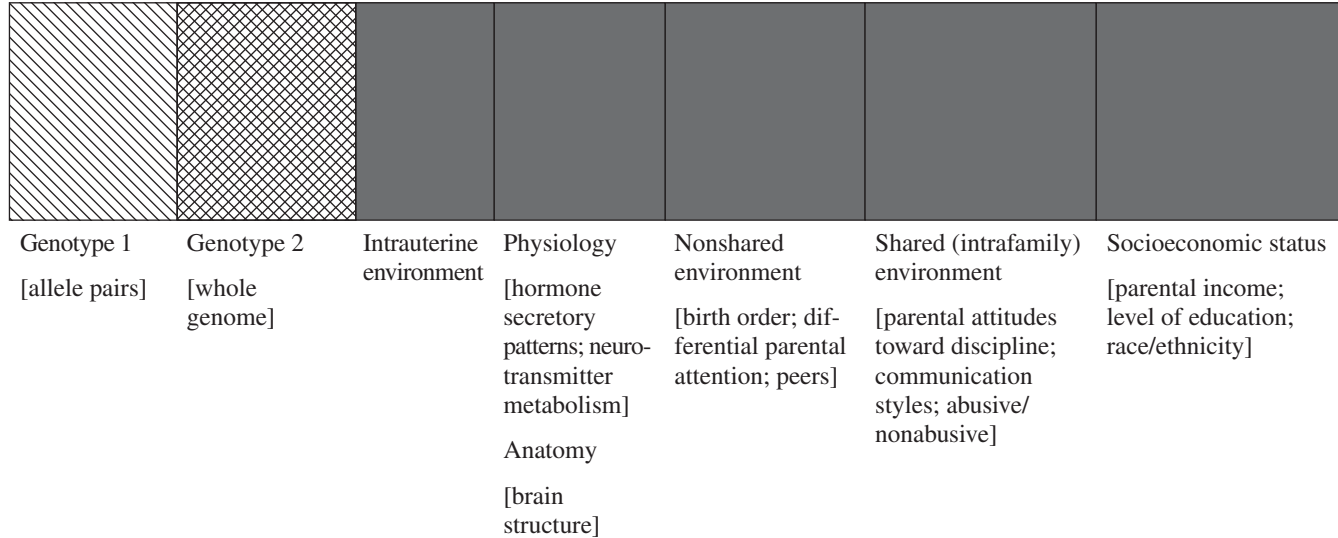 Genotype 1
[allele pairs]
Genotype 2
[whole
genome]
Intrauterine
environment
Physiology
[hormone
secretory
patterns; neuro-
transmitter
metabolism]
Anatomy
[brain
structure]
Nonshared
environment
[birth order; dif-
ferential parental
attention; peers]
Shared (intrafamily)
environment
[parental attitudes
toward discipline;
communication
styles; abusive/
nonabusive]
Socioeconomic status
[parental income;
level of education;
race/ethnicity]